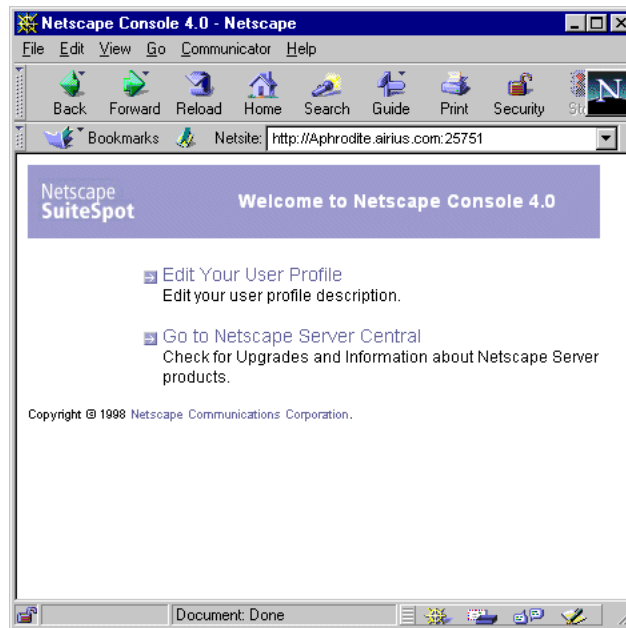 Netscape Console 4.0 - Netscape
File Edit View Go Communicator Help
Back Forward Reload Home Search Guide Print Security
N
Bookmarks Netsite: http://Aphrodite.airius.com:25751
Netscape
SuiteSpot
Welcome to Netscape Console 4.0
Edit Your User Profile
Edit your user profile description.
Go to Netscape Server Central
Check for Upgrades and Information about Netscape Server
products.
Copyright © 1998 Netscape Communications Corporation.
Document: Done